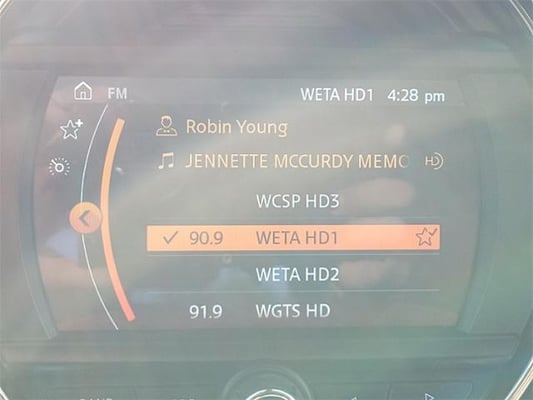 FM WETA HD1 4:28 pm
Robin Young
JENNETTE MCCURDY MEMO
WCSP HD3
90.9 WETA HD1
WETA HD2
91.9 WGTS HD